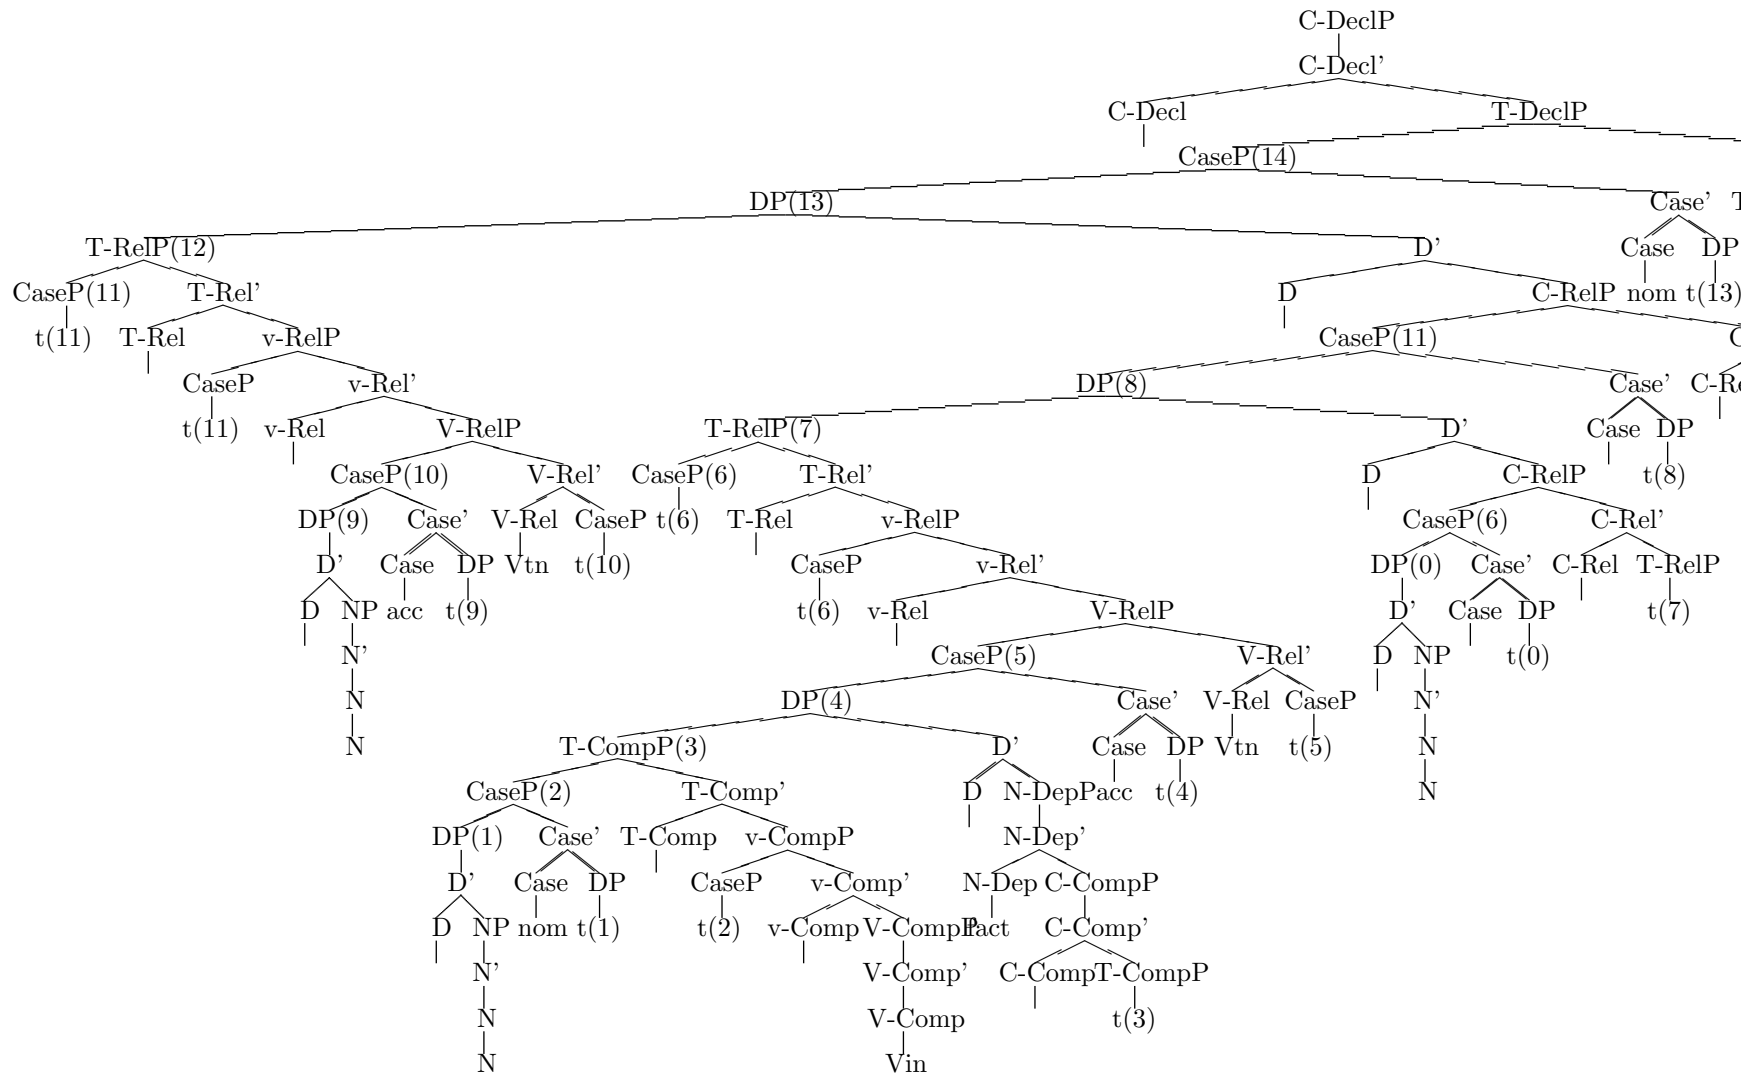 C-DeclP
C-Decl'
C-Decl T-DeclP
CaseP(14)
DP(13) Case' T
T-RelP(12) D' Case DP
CaseP(11) T-Rel' D C-RelP nom t(13)
t(11) T-Rel v-RelP CaseP(11) C
CaseP v-Rel' DP(8) Case' C-Re
t(11) v-Rel V-RelP T-RelP(7) D' Case DP
CaseP(10) V-Rel' CaseP(6) T-Rel' D C-RelP t(8)
DP(9) Case' V-Rel CaseP t(6) T-Rel v-RelP CaseP(6) C-Rel'
D' Case DP Vtn t(10) CaseP v-Rel' DP(0) Case' C-Rel T-RelP
D NP acc t(9) t(6) v-Rel V-RelP D' Case DP t(7)
N' CaseP(5) V-Rel' D NP t(0)
N DP(4) Case' V-Rel CaseP N'
N T-CompP(3) D' Case DP Vtn t(5) N
CaseP(2) T-Comp' D N-DepP acc t(4) N
DP(1) Case' T-Comp v-CompP N-Dep'
D' Case DP CaseP v-Comp' N-Dep C-CompP
D NP nom t(1) t(2) v-Comp V-CompP fact C-Comp'
N' V-Comp' C-Comp T-CompP
N V-Comp t(3)
N Vin